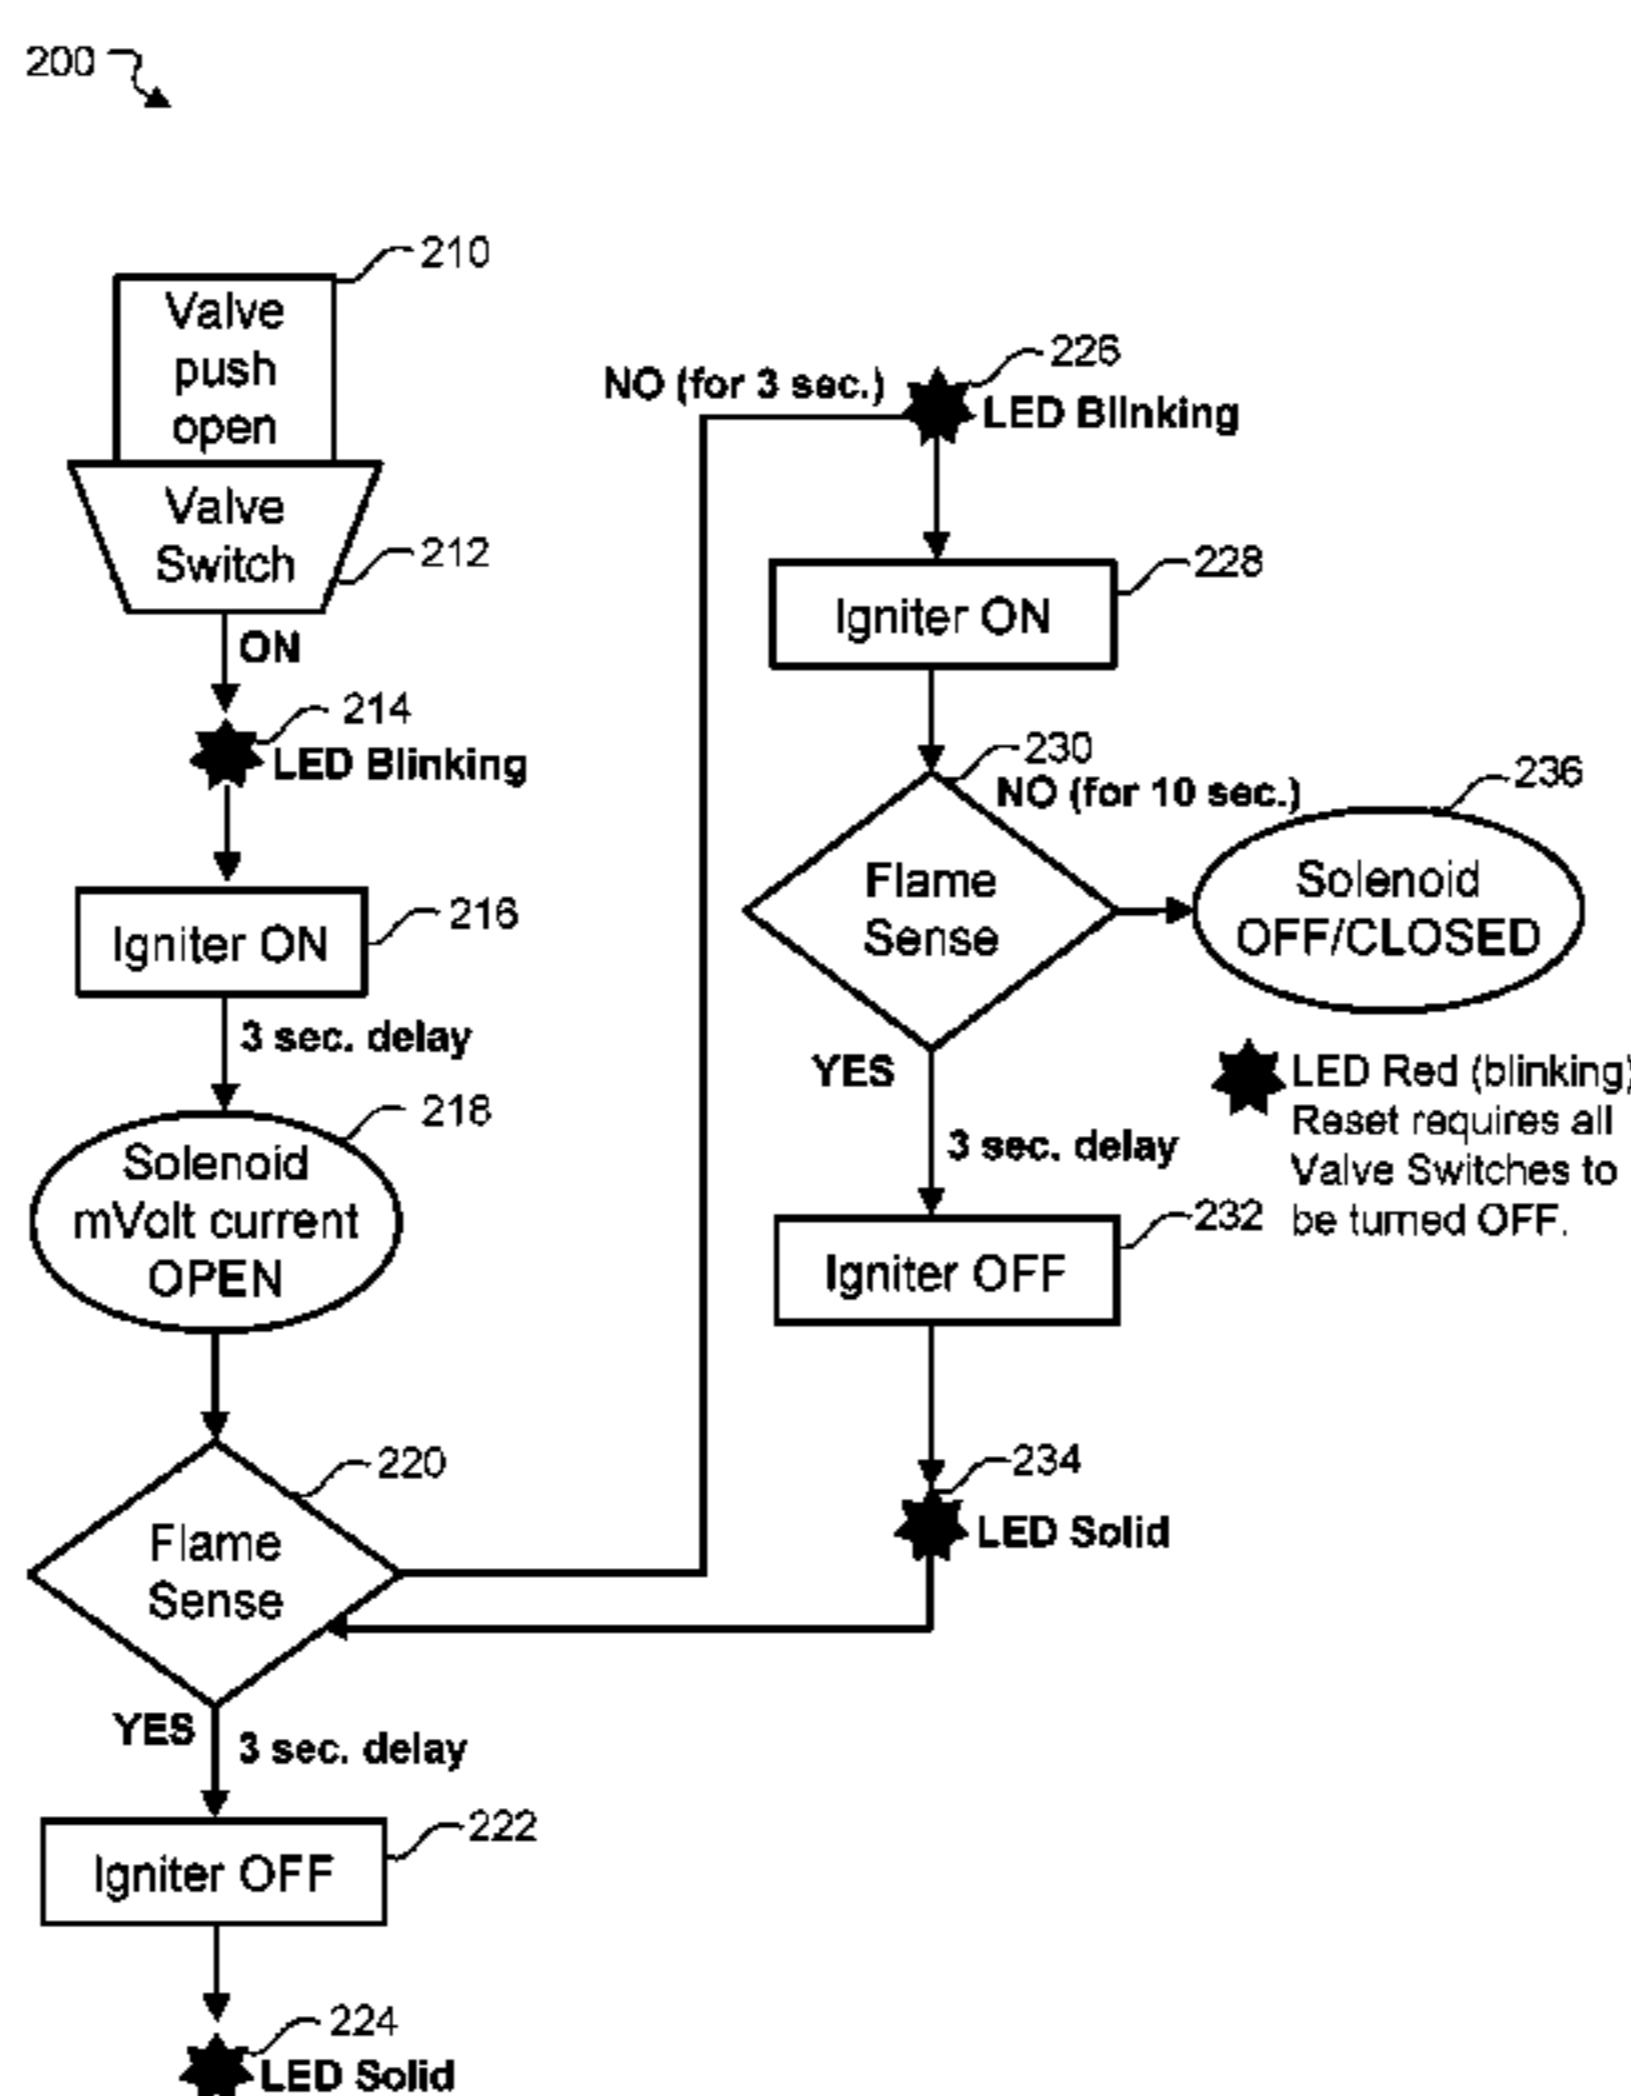 200
210
Valve
push
open
Valve
Switch
212
ON
214
LED Blinking
Igniter ON
216
3 sec. delay
218
Solenoid
mVolt current
OPEN
220
Flame
Sense
YES
3 sec. delay
Igniter OFF
222
224
LED Solid
NO (for 3 sec.)
226
LED Blinking
Igniter ON
228
230
NO (for 10 sec.)
Flame
Sense
236
Solenoid
OFF/CLOSED
YES
LED Red (blinking)
Reset requires all
Valve Switches to
be turned OFF.
3 sec. delay
232
Igniter OFF
234
LED Solid